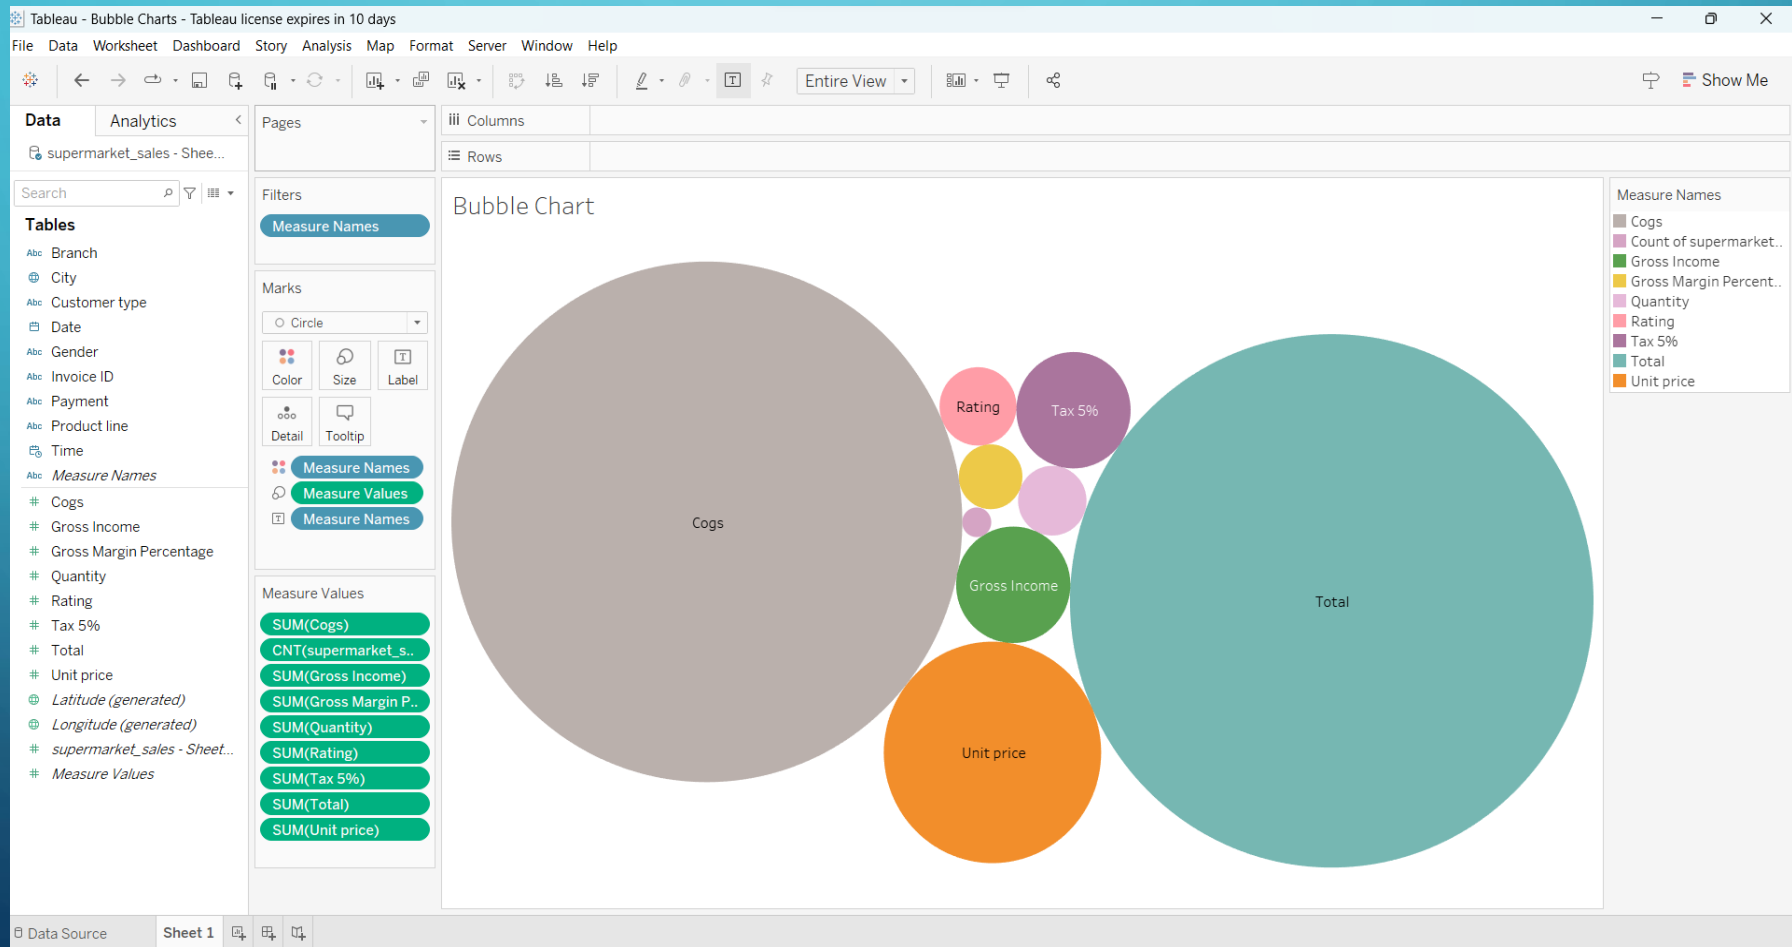 Tableau - Bubble Charts - Tableau license expires in 10 days
File Data Worksheet Dashboard Story Analysis Map Format Server Window Help
Entire View
Show Me
Data Analytics
supermarket_sales - Shee...
Search
Tables
Abc Branch
City
Abc Customer type
Date
Abc Gender
Abc Invoice ID
Abc Payment
Abc Product line
Time
Abc Measure Names
# Cogs
# Gross Income
# Gross Margin Percentage
# Quantity
# Rating
# Tax 5%
# Total
# Unit price
Latitude (generated)
Longitude (generated)
# supermarket_sales - Sheet...
# Measure Values
Pages
Filters
Measure Names
Marks
Circle
Color Size T Label
Detail Tooltip
Measure Names
Measure Values
T Measure Names
Measure Values
SUM(Cogs)
CNT(supermarket_s..
SUM(Gross Income)
SUM(Gross Margin P..
SUM(Quantity)
SUM(Rating)
SUM(Tax 5%)
SUM(Total)
SUM(Unit price)
Columns
Rows
Bubble Chart
Cogs
Rating
Tax 5%
Gross Income
Total
Unit price
Measure Names
Cogs
Count of supermarket..
Gross Income
Gross Margin Percent..
Quantity
Rating
Tax 5%
Total
Unit price
Data Source
Sheet 1